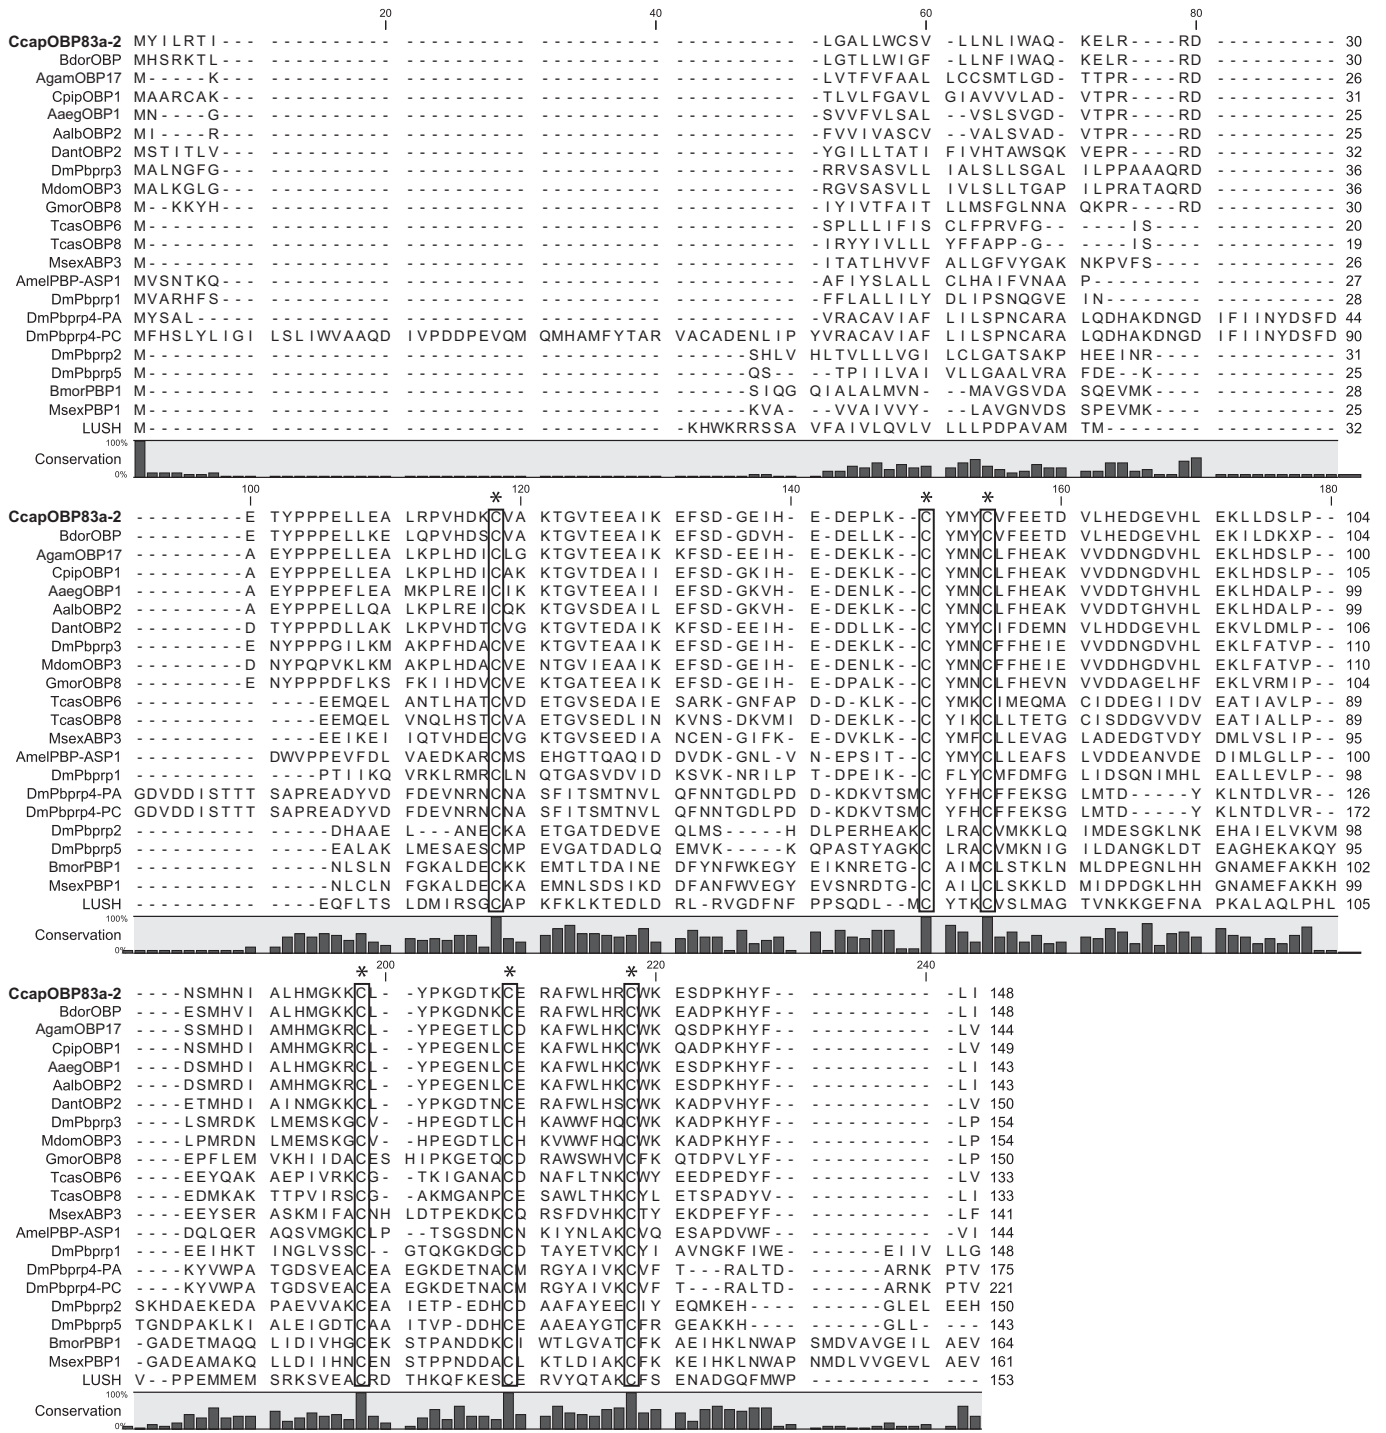 20 40 60 80
CcapOBP83a-2 MYILRTI--- ---------- ---------- ---------- ---------- -LGALLWCSV -LLNLIWAQ- KELR----RD ---------- 30
BdorOBP MHSRKTL--- ---------- ---------- ---------- ---------- -LGTLLWIGF -LLNFIWAQ- KELR----RD ---------- 30
AgamOBP17 M-----K--- ---------- ---------- ---------- ---------- -LVTFVFAAL LCCSMTLGD- TTPR----RD ---------- 26
CpipOBP1 MAARCAK--- ---------- ---------- ---------- ---------- -TLVLFGAVL GIAVVVLAD- VTPR----RD ---------- 31
AaegOBP1 MN----G--- ---------- ---------- ---------- ---------- -SVVFVLSAL --VSLSVGD- VTPR----RD ---------- 25
AalbOBP2 MI----R--- ---------- ---------- ---------- ---------- -FVVIVASCV --VALSVAD- VTPR----RD ---------- 25
DantOBP2 MSTITLV--- ---------- ---------- ---------- ---------- -YGILLTATI FIVHTAWSQK VEPR----RD ---------- 32
DmPbprp3 MALNGFG--- ---------- ---------- ---------- ---------- -RRVSASVLL IALSLLSGAL ILPPAAAQRD ---------- 36
MdomOBP3 MALKGLG--- ---------- ---------- ---------- ---------- -RGVSASVLL IVLSLLTGAP ILPRATAQRD ---------- 36
GmorOBP8 M--KKYH--- ---------- ---------- ---------- ---------- -IYIVTFAIT LLMSFGLNNA QKPR----RD ---------- 30
TcasOBP6 M--------- ---------- ---------- ---------- ---------- -SPLLLIFIS CLFPRVFG-- ----IS---- ---------- 20
TcasOBP8 M--------- ---------- ---------- ---------- ---------- -IRYYIVLLL YFFAPP-G-- ----IS---- ---------- 19
MsexABP3 M--------- ---------- ---------- ---------- ---------- -ITATLHVVF ALLGFVYGAK NKPVFS---- ---------- 26
AmelPBP-ASP1 MVSNTKQ--- ---------- ---------- ---------- ---------- -AFIYSLALL CLHAIFVNAA P--------- ---------- 27
DmPbprp1 MVARHFS--- ---------- ---------- ---------- ---------- -FFLALLILY DLIPSNQGVE IN-------- ---------- 28
DmPbprp4-PA MYSAL----- ---------- ---------- ---------- ---------- -VRACAVIAF LILSPNCARA LQDHAKDNGD IFIINYDSFD 44
DmPbprp4-PC MFHSLYLIGI LSLIWVAAQD IVPDDPEVQM QMHAMFYTAR VACADENLIP YVRACAVIAF LILSPNCARA LQDHAKDNGD IFIINYDSFD 90
DmPbprp2 M--------- ---------- ---------- ---------- -----SHLV HLTVLLLVGI LCLGATSAKP HEEINR---- ---------- 31
DmPbprp5 M--------- ---------- ---------- ---------- -----QS-- --TPIILVAI VLLGAALVRA FDE--K---- ---------- 25
BmorPBP1 M--------- ---------- ---------- ---------- -----SIQG QIALALMVN- --MAVGSVDA SQEVMK---- ---------- 28
MsexPBP1 M--------- ---------- ---------- ---------- -----KVA- --VVAIVVY- --LAVGNVDS SPEVMK---- ---------- 25
LUSH M--------- ---------- ---------- ---------- KHWKRRSSA VFAIVLQVLV LLLPDPAVAM TM-------- ---------- 32
100%
Conservation
0%
100 120 140 160 180
* * *
CcapOBP83a-2 ---------E TYPPPELLEA LRPVHDKCVA KTGVTEEAIK EFSD-GEIH- E-DEPLK--C YMYCVFEETD VLHEDGEVHL EKLLDSLP-- 104
BdorOBP ---------E TYPPPELLKE LQPVHDSCVA KTGVTEEAIK EFSD-GDVH- E-DEKLK--C YMYCVFEETD VLHEDGEVHL EKILDKXP-- 104
AgamOBP17 ---------A EYPPPELLEA LKPLHDICLG KTGVTEEAIK KFSD-EEIH- E-DEKLK--C YMNCLFHEAK VVDDNGDVHL EKLHDSLP-- 100
CpipOBP1 ---------A EYPPPELLEA LKPLHDICAK KTGVTDEAII EFSD-GKIH- E-DEKLK--C YMNCLFHEAK VVDDNGDVHL EKLHDSLP-- 105
AaegOBP1 ---------A EYPPPEFLEA MKPLREICIK KTGVTEEAII EFSD-GKVH- E-DENLK--C YMNCLFHEAK VVDDTGHVHL EKLHDALP-- 99
AalbOBP2 ---------A EYPPPELLQA LKPLREICQK KTGVSDEAIL EFSD-GKVH- E-DENLK--C YMNCLFHEAK VVDDTGHVHL EKLHDALP-- 99
DantOBP2 ---------D TYPPPDLLAK LKPVHDTCVG KTGVTEDAIK KFSD-EEIH- E-DDLLK--C YMYCIFDEMN VLHDDGEVHL EKVLDMLP-- 106
DmPbprp3 ---------E NYPPPGILKM AKPFHDACVE KTGVTEAAIK EFSD-GEIH- E-DEKLK--C YMNCFFHEIE VVDDNGDVHL EKLFATVP-- 110
MdomOBP3 ---------D NYPQPVKLKM AKPLHDACVE NTGVIEAAIK EFSD-GEIH- E-DENLK--C YMNCFFHEIE VVDDHGDVHL EKLFATVP-- 110
GmorOBP8 ---------E NYPPPDFLKS FKIIHDVCVE KTGATEEAIK EFSD-GEIH- E-DPALK--C YMNCLFHEVN VVDDAGELHF EKLVRMIP-- 104
TcasOBP6 ---------- ----EEMQEL ANTLHATCVD ETGVSEDAIE SARK-GNFAP D-D-KLK--C YMKCIMEQMA CIDDEGIIDV EATIAVLP-- 89
TcasOBP8 ---------- ----EEMQEL VNQLHSTCVA ETGVSEDLIN KVNS-DKVMI D-DEKLK--C YIKCLLTETG CISDDGVVDV EATIALLP-- 89
MsexABP3 ---------- ----EEIKEI IQTVHDECVG KTGVSEEDIA NCEN-GIFK- E-DVKLK--C YMFCLLEVAG LADEDGTVDY DMLVSLIP-- 95
AmelPBP-ASP1 ---------- DWVPPEVFDL VAEDKARCMS EHGTTQAQID DVDK-GNL-V N-EPSIT--C YMYCLLEAFS LVDDEANVDE DIMLGLLP-- 100
DmPbprp1 ---------- ----PTIIKQ VRKLRMRCLN QTGASVDVID KSVK-NRILP T-DPEIK--C FLYCMFDMFG LIDSQNIMHL EALLEVLP-- 98
DmPbprp4-PA GDVDDISTTT SAPREADYVD FDEVNRNCNA SFITSMTNVL QFNNTGDLPD D-KDKVTSMC YFHCFFEKSG LMTD-----Y KLNTDLVR-- 126
DmPbprp4-PC GDVDDISTTT SAPREADYVD FDEVNRNCNA SFITSMTNVL QFNNTGDLPD D-KDKVTSMC YFHCFFEKSG LMTD-----Y KLNTDLVR-- 172
DmPbprp2 ---------- -----DHAAE L---ANECKA ETGATDEDVE QLMS-----H DLPERHEAKC LRACVMKKLQ IMDESGKLNK EHAIELVKVM 98
DmPbprp5 ---------- -----EALAK LMESAESCMP EVGATDADLQ EMVK-----K QPASTYAGKC LRACVMKNIG ILDANGKLDT EAGHEKAKQY 95
BmorPBP1 ---------- -----NLSLN FGKALDECKK EMTLTDAINE DFYNFWKEGY EIKNRETG-C AIMCLSTKLN MLDPEGNLHH GNAMEFAKKH 102
MsexPBP1 ---------- -----NLCLN FGKALDECKA EMNLSDSIKD DFANFWVEGY EVSNRDTG-C AILCLSKKLD MIDPDGKLHH GNAMEFAKKH 99
LUSH ---------- ----EQFLTS LDMIRSGCAP KFKLKTEDLD RL-RVGDFNF PPSQDL--MC YTKCVSLMAG TVNKKGEFNA PKALAQLPHL 105
100%
Conservation
0%
200 220 240
* * *
CcapOBP83a-2 ----NSMHNI ALHMGKKCL- -YPKGDTKCE RAFWLHRCWK ESDPKHYF-- ---------- --LI 148
BdorOBP ----ESMHVI ALHMGKKCL- -YPKGDNKCE RAFWLHRCWK EADPKHYF-- ---------- --LI 148
AgamOBP17 ----SSMHDI AMHMGKRCL- -YPEGETLCD KAFWLHKCWK QSDPKHYF-- ---------- --LV 144
CpipOBP1 ----NSMHDI AMHMGKRCL- -YPEGENLCE KAFWLHKCWK QADPKHYF-- ---------- --LV 149
AaegOBP1 ----DSMHDI ALHMGKRCL- -YPEGENLCE KAFWLHKCWK ESDPKHYF-- ---------- --LI 143
AalbOBP2 ----DSMRDI AMHMGKRCL- -YPEGENLCE KAFWLHKCWK ESDPKHYF-- ---------- --LI 143
DantOBP2 ----ETMHDI AINMGKKCL- -YPKGDTNCE RAFWLHSCWK KADPVHYF-- ---------- --LV 150
DmPbprp3 ----LSMRDK LMEMSKGCV- -HPEGDTLCH KAWWFHQCWK KADPKHYF-- ---------- --LP 154
MdomOBP3 ----LPMRDN LMEMSKGCV- -HPEGDTLCH KVWWFHQCWK KADPKHYF-- ---------- --LP 154
GmorOBP8 ----EPFLEM VKHIIDACES HIPKGETQCD RAWSWHVCFK QTDPVLYF-- ---------- --LP 150
TcasOBP6 ----EEYQAK AEPIVRKCG- -TKIGANACD NAFLTNKCWY EEDPEDYF-- ---------- --LV 133
TcasOBP8 ----EDMKAK TTPVIRSCG- -AKMGANPCE SAWLTHKCYL ETSPADYV-- ---------- --LI 133
MsexABP3 ----EEYSER ASKMIFACNH LDTPEKDKCQ RSFDVHKCTY EKDPEFYF-- ---------- --LF 141
AmelPBP-ASP1 ----DQLQER AQSVMGKCLP --TSGSDNCN KIYNLAKCVQ ESAPDVWF-- ---------- --VI 144
DmPbprp1 ----EEIHKT INGLVSSC-- GTQKGKDGCD TAYETVKCYI AVNGKFIWE- ------EIIV LLG 148
DmPbprp4-PA ----KYVWPA TGDSVEACEA EGKDETNACM RGYAIVKCVF T---RALTD- ------ARNK PTV 175
DmPbprp4-PC ----KYVWPA TGDSVEACEA EGKDETNACM RGYAIVKCVF T---RALTD- ------ARNK PTV 221
DmPbprp2 SKHDAEKEDA PAEVVAKCEA IETP-EDHCD AAFAYEECIY EQMKEH---- ------GLEL EEH 150
DmPbprp5 TGNDPAKLKI ALEIGDTCAA ITVP-DDHCE AAEAYGTCFR GEAKKH---- ------GLL- --- 143
BmorPBP1 -GADETMAQQ LIDIVHGCEK STPANDDKCI WTLGVATCFK AEIHKLNWAP SMDVAVGEIL AEV 164
MsexPBP1 -GADEAMAKQ LLDIIHNCEN STPPNDDACL KTLDIAKCFK KEIHKLNWAP NMDLVVGEVL AEV 161
LUSH V--PPEMMEM SRKSVEACRD THKQFKESCE RVYQTAKCFS ENADGQFMWP ---------- --- 153
100%
Conservation
0%